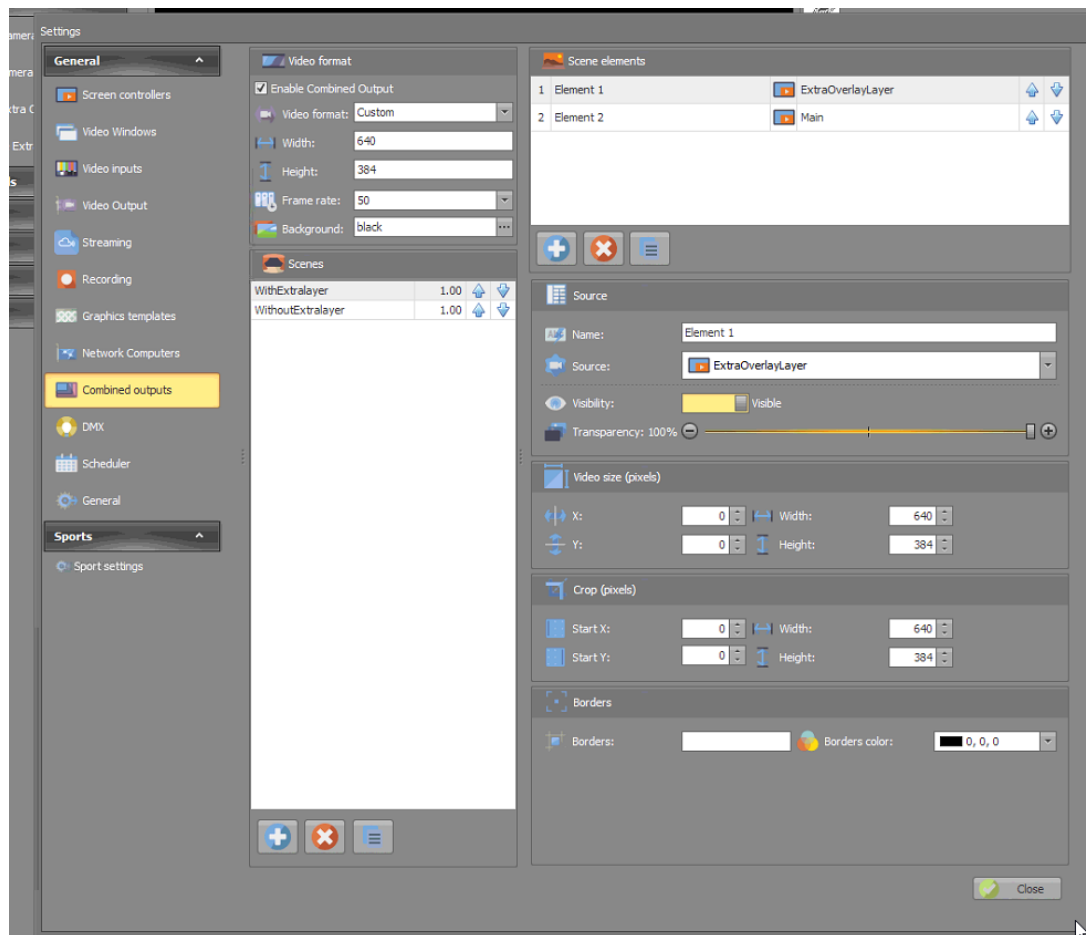 Settings
General
Screen controllers
Video Windows
Video inputs
Video Output
Streaming
Recording
Graphics templates
Network Computers
Combined outputs
DMX
Scheduler
General
Sports
Sport settings
Video format
Enable Combined Output
Video format: Custom
Width: 640
Height: 384
Frame rate: 50
Background: black
Scenes
WithExtralayer 1.00
WithoutExtralayer 1.00
Scene elements
1 Element 1 ExtraOverlayLayer
2 Element 2 Main
Source
Name: Element 1
Source: ExtraOverlayLayer
Visibility: Visible
Transparency: 100%
Video size (pixels)
X: 0 Width: 640
Y: 0 Height: 384
Crop (pixels)
Start X: 0 Width: 640
Start Y: 0 Height: 384
Borders
Borders: Borders color: 0, 0, 0
Close